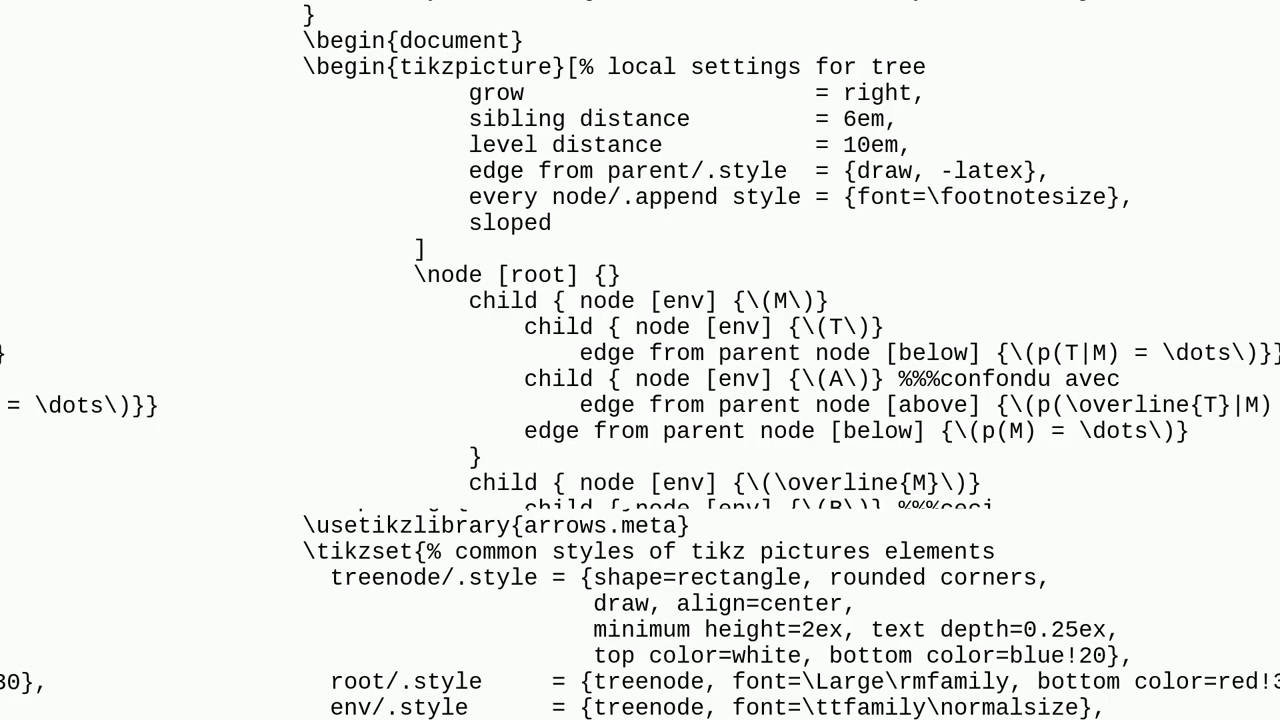 }
\begin{document}
\begin{tikzpicture}[% local settings for tree
grow = right,
sibling distance = 6em,
level distance = 10em,
edge from parent/.style = {draw, -latex},
every node/.append style = {font=\footnotesize},
sloped
]
\node [root] {}
child { node [env] {\(M\)}
child { node [env] {\(T\)}
} edge from parent node [below] {\(p(T|M) = \dots\)}}
child { node [env] {\(A\)} %%%confondu avec
= \dots\)}} edge from parent node [above] {\(p(\overline{T}|M)
edge from parent node [below] {\(p(M) = \dots\)}
}
child { node [env] {\(\overline{M}\)}
child { node [env] {\(B\)} %%%ceci
\usetikzlibrary{arrows.meta}
\tikzset{% common styles of tikz pictures elements
treenode/.style = {shape=rectangle, rounded corners,
draw, align=center,
minimum height=2ex, text depth=0.25ex,
top color=white, bottom color=blue!20},
30}, root/.style = {treenode, font=\Large\rmfamily, bottom color=red!3
env/.style = {treenode, font=\ttfamily\normalsize},